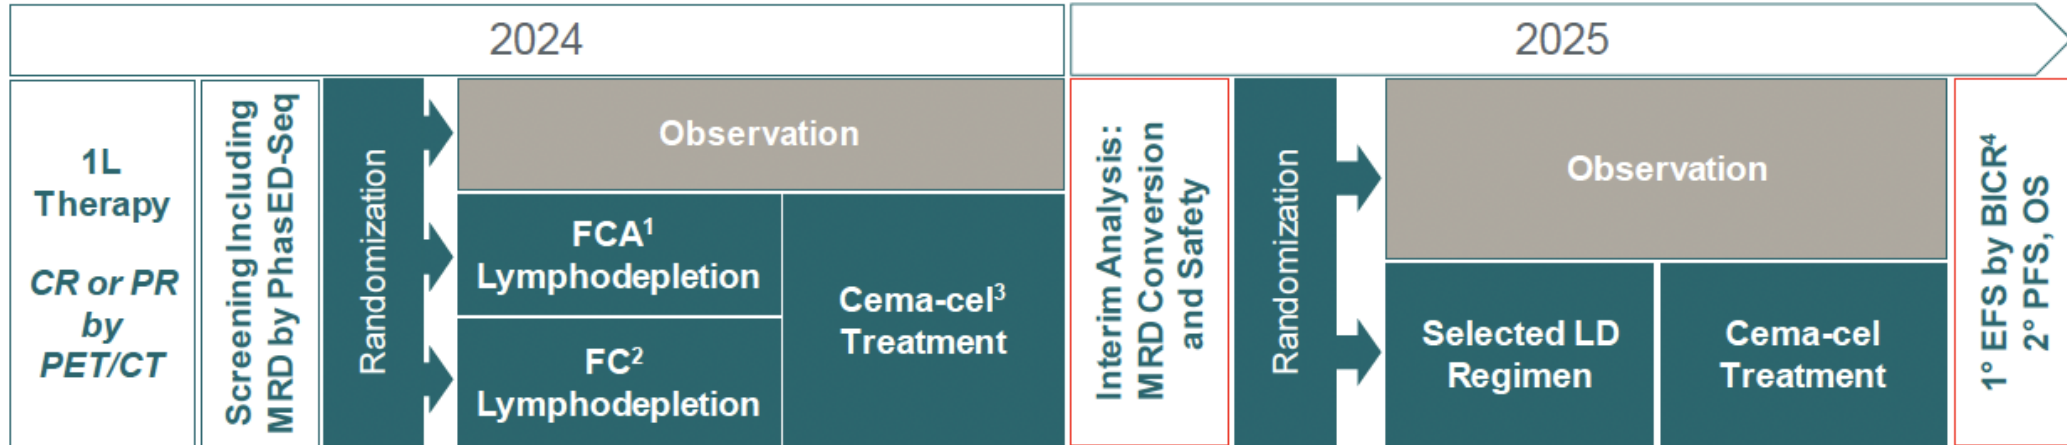 2024
2025
1L
Therapy
CR or PR
by
PET/CT
Screening Including
MRD by PhasED-Seq
Randomization
Observation
FCA¹
Lymphodepletion
FC²
Lymphodepletion
Cema-cel³
Treatment
Interim Analysis:
MRD Conversion
and Safety
Randomization
Observation
Selected LD
Regimen
Cema-cel
Treatment
1° EFS by BICR⁴
2° PFS, OS